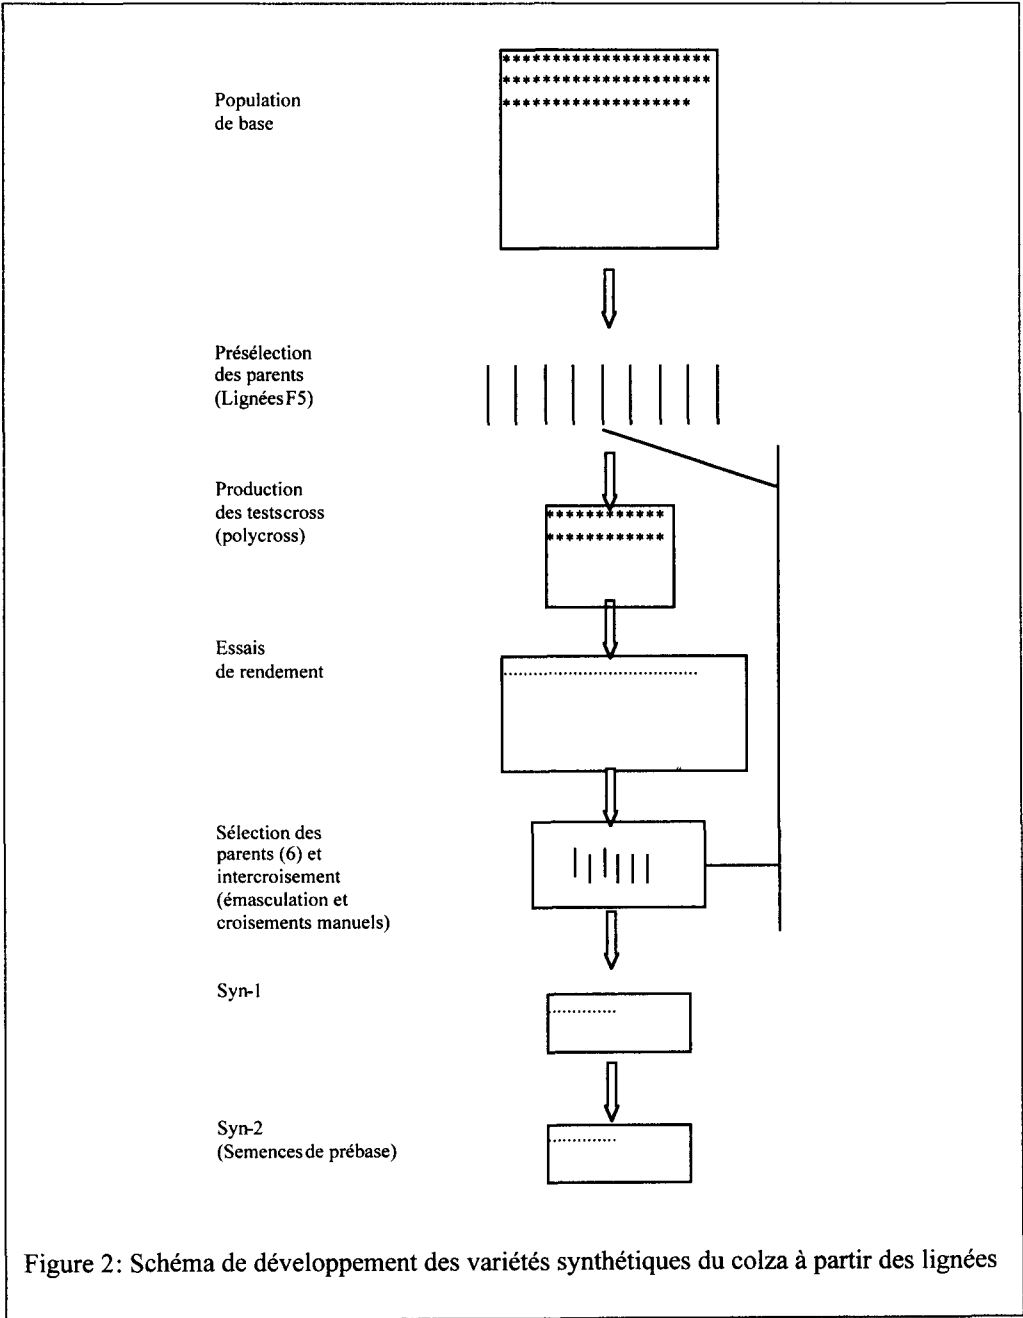 Population
de base
Présélection
des parents
(Lignées F5)
Production
des testscross
(polycross)
Essais
de rendement
Sélection des
parents (6) et
intercroisement
(émasculation et
croisements manuels)
Syn-1
Syn-2
(Semences de prébase)
Figure 2: Schéma de développement des variétés synthétiques du colza à partir des lignées